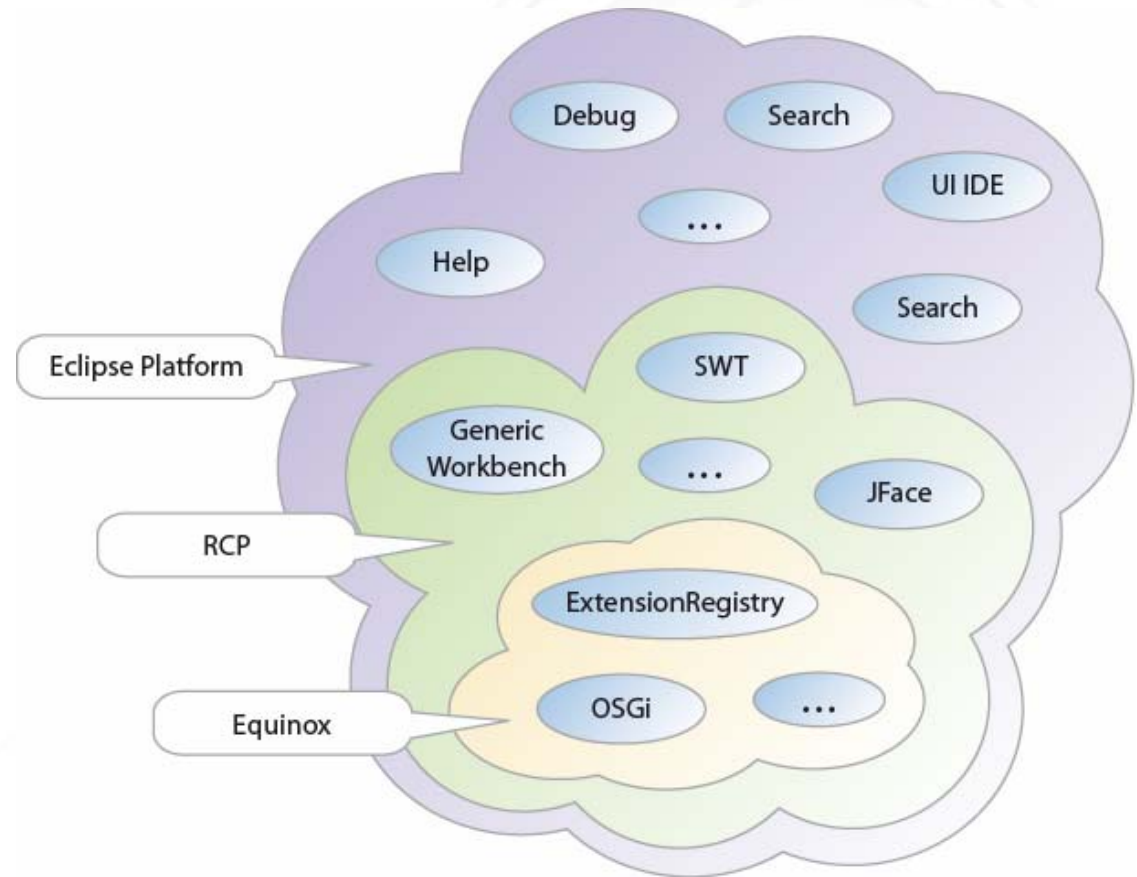 Debug
Search
UI IDE
...
Help
Search
Eclipse Platform
SWT
Generic
Workbench
...
JFace
RCP
ExtensionRegistry
OSGi
...
Equinox